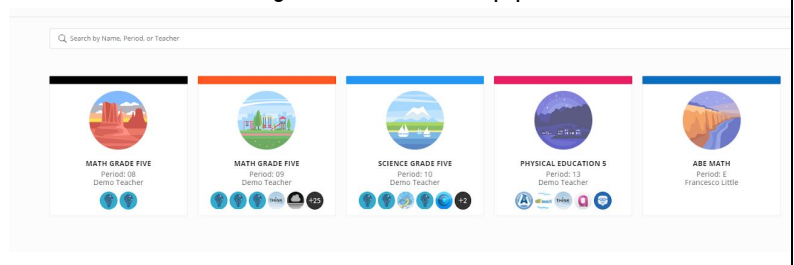 Search by Name, Period, or Teacher
MATH GRADE FIVE
Period: 08
Demo Teacher
MATH GRADE FIVE
Period: 09
Demo Teacher
THINK
+25
SCIENCE GRADE FIVE
Period: 10
Demo Teacher
+2
PHYSICAL EDUCATION 5
Period: 13
Demo Teacher
THINK
ABE MATH
Period: E
Francesco Little